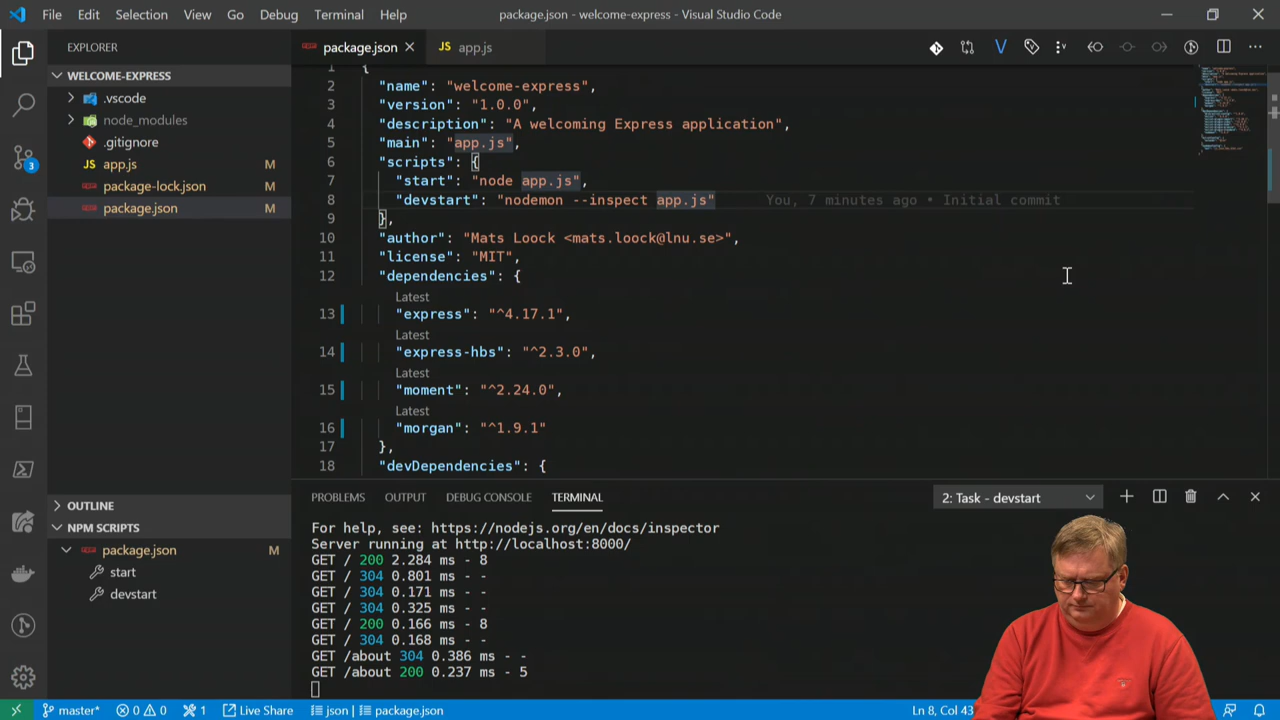 File Edit Selection View Go Debug Terminal Help
package.json - welcome-express - Visual Studio Code
EXPLORER
WELCOME-EXPRESS
.vscode
node_modules
.gitignore
app.js M
package-lock.json M
package.json M
3
OUTLINE
NPM SCRIPTS
package.json M
start
devstart
package.json
JS app.js
1 {
2 "name": "welcome-express",
3 "version": "1.0.0",
4 "description": "A welcoming Express application",
5 "main": "app.js",
6 "scripts": {
7 "start": "node app.js",
8 "devstart": "nodemon --inspect app.js" You, 7 minutes ago • Initial commit
9 },
10 "author": "Mats Loock <mats.loock@lnu.se>",
11 "license": "MIT",
12 "dependencies": {
Latest
13 "express": "^4.17.1",
Latest
14 "express-hbs": "^2.3.0",
Latest
15 "moment": "^2.24.0",
Latest
16 "morgan": "^1.9.1"
17 },
18 "devDependencies": {
PROBLEMS OUTPUT DEBUG CONSOLE TERMINAL
2: Task - devstart
For help, see: https://nodejs.org/en/docs/inspector
Server running at http://localhost:8000/
GET / 200 2.284 ms - 8
GET / 304 0.801 ms - -
GET / 304 0.171 ms - -
GET / 304 0.325 ms - -
GET / 200 0.166 ms - 8
GET / 304 0.168 ms - -
GET /about 304 0.386 ms - -
GET /about 200 0.237 ms - 5
master* 0 0 1 Live Share json package.json
Ln 8, Col 43